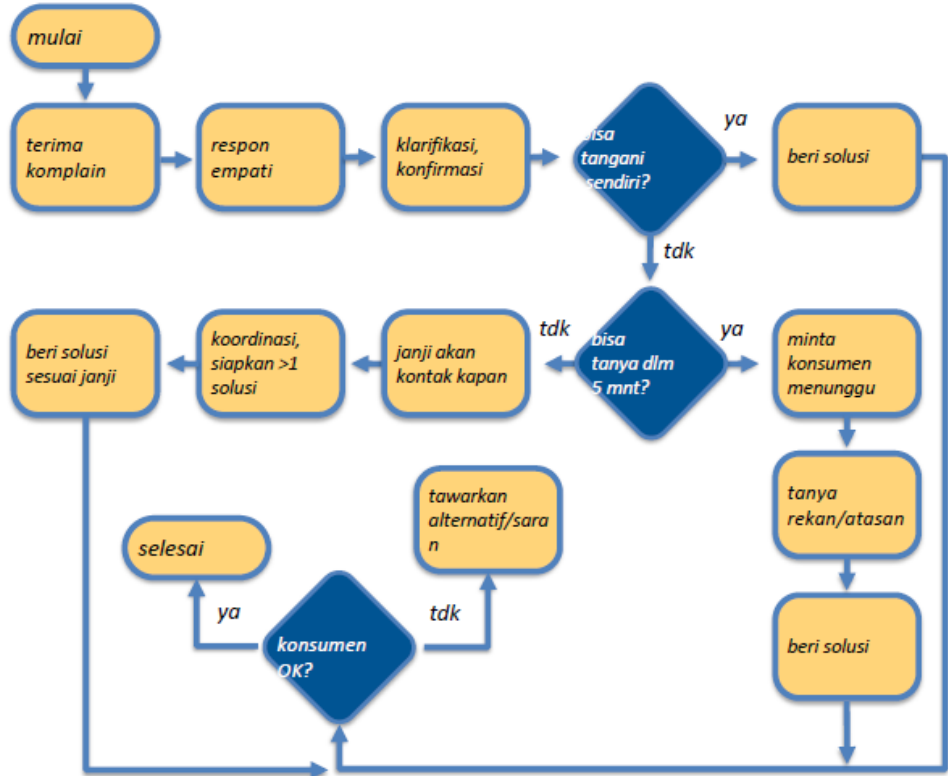 mulai
terima
komplain
respon
empati
klarifikasi,
konfirmasi
bisa
tangani
sendiri?
ya
beri solusi
tdk
beri solusi
sesuai janji
koordinasi,
siapkan >1
solusi
janji akan
kontak kapan
tdk
bisa
tanya dlm
5 mnt?
ya
minta
konsumen
menunggu
tanya
rekan/atasan
beri solusi
tawarkan
alternatif/sara
n
selesai
ya
tdk
konsumen
OK?